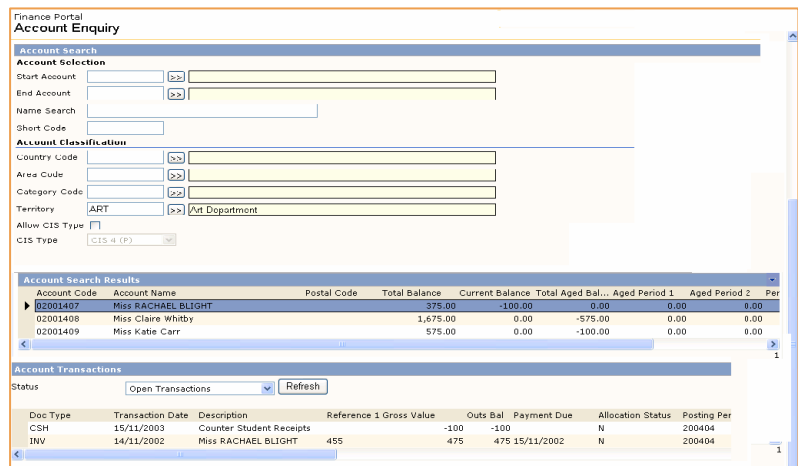 Finance Portal
Account Enquiry
Account Search
Account Selection
Start Account >>
End Account >>
Name Search
Short Code
Account Classification
Country Code >>
Area Code >>
Category Code >>
Territory ART >> Art Department
Allow CIS Type
CIS Type CIS 4 (P)
Account Search Results
Account Code Account Name Postal Code Total Balance Current Balance Total Aged Bal... Aged Period 1 Aged Period 2 Per
02001407 Miss RACHAEL BLIGHT 375.00 -100.00 0.00 0.00 0.00
02001408 Miss Claire Whitby 1,675.00 0.00 -575.00 0.00 0.00
02001409 Miss Katie Carr 575.00 0.00 -100.00 0.00 0.00
1
Account Transactions
Status Open Transactions Refresh
Doc Type Transaction Date Description Reference 1 Gross Value Outs Bal Payment Due Allocation Status Posting Per
CSH 15/11/2003 Counter Student Receipts -100 -100 N 200404
INV 14/11/2002 Miss RACHAEL BLIGHT 455 475 475 15/11/2002 N 200404
1